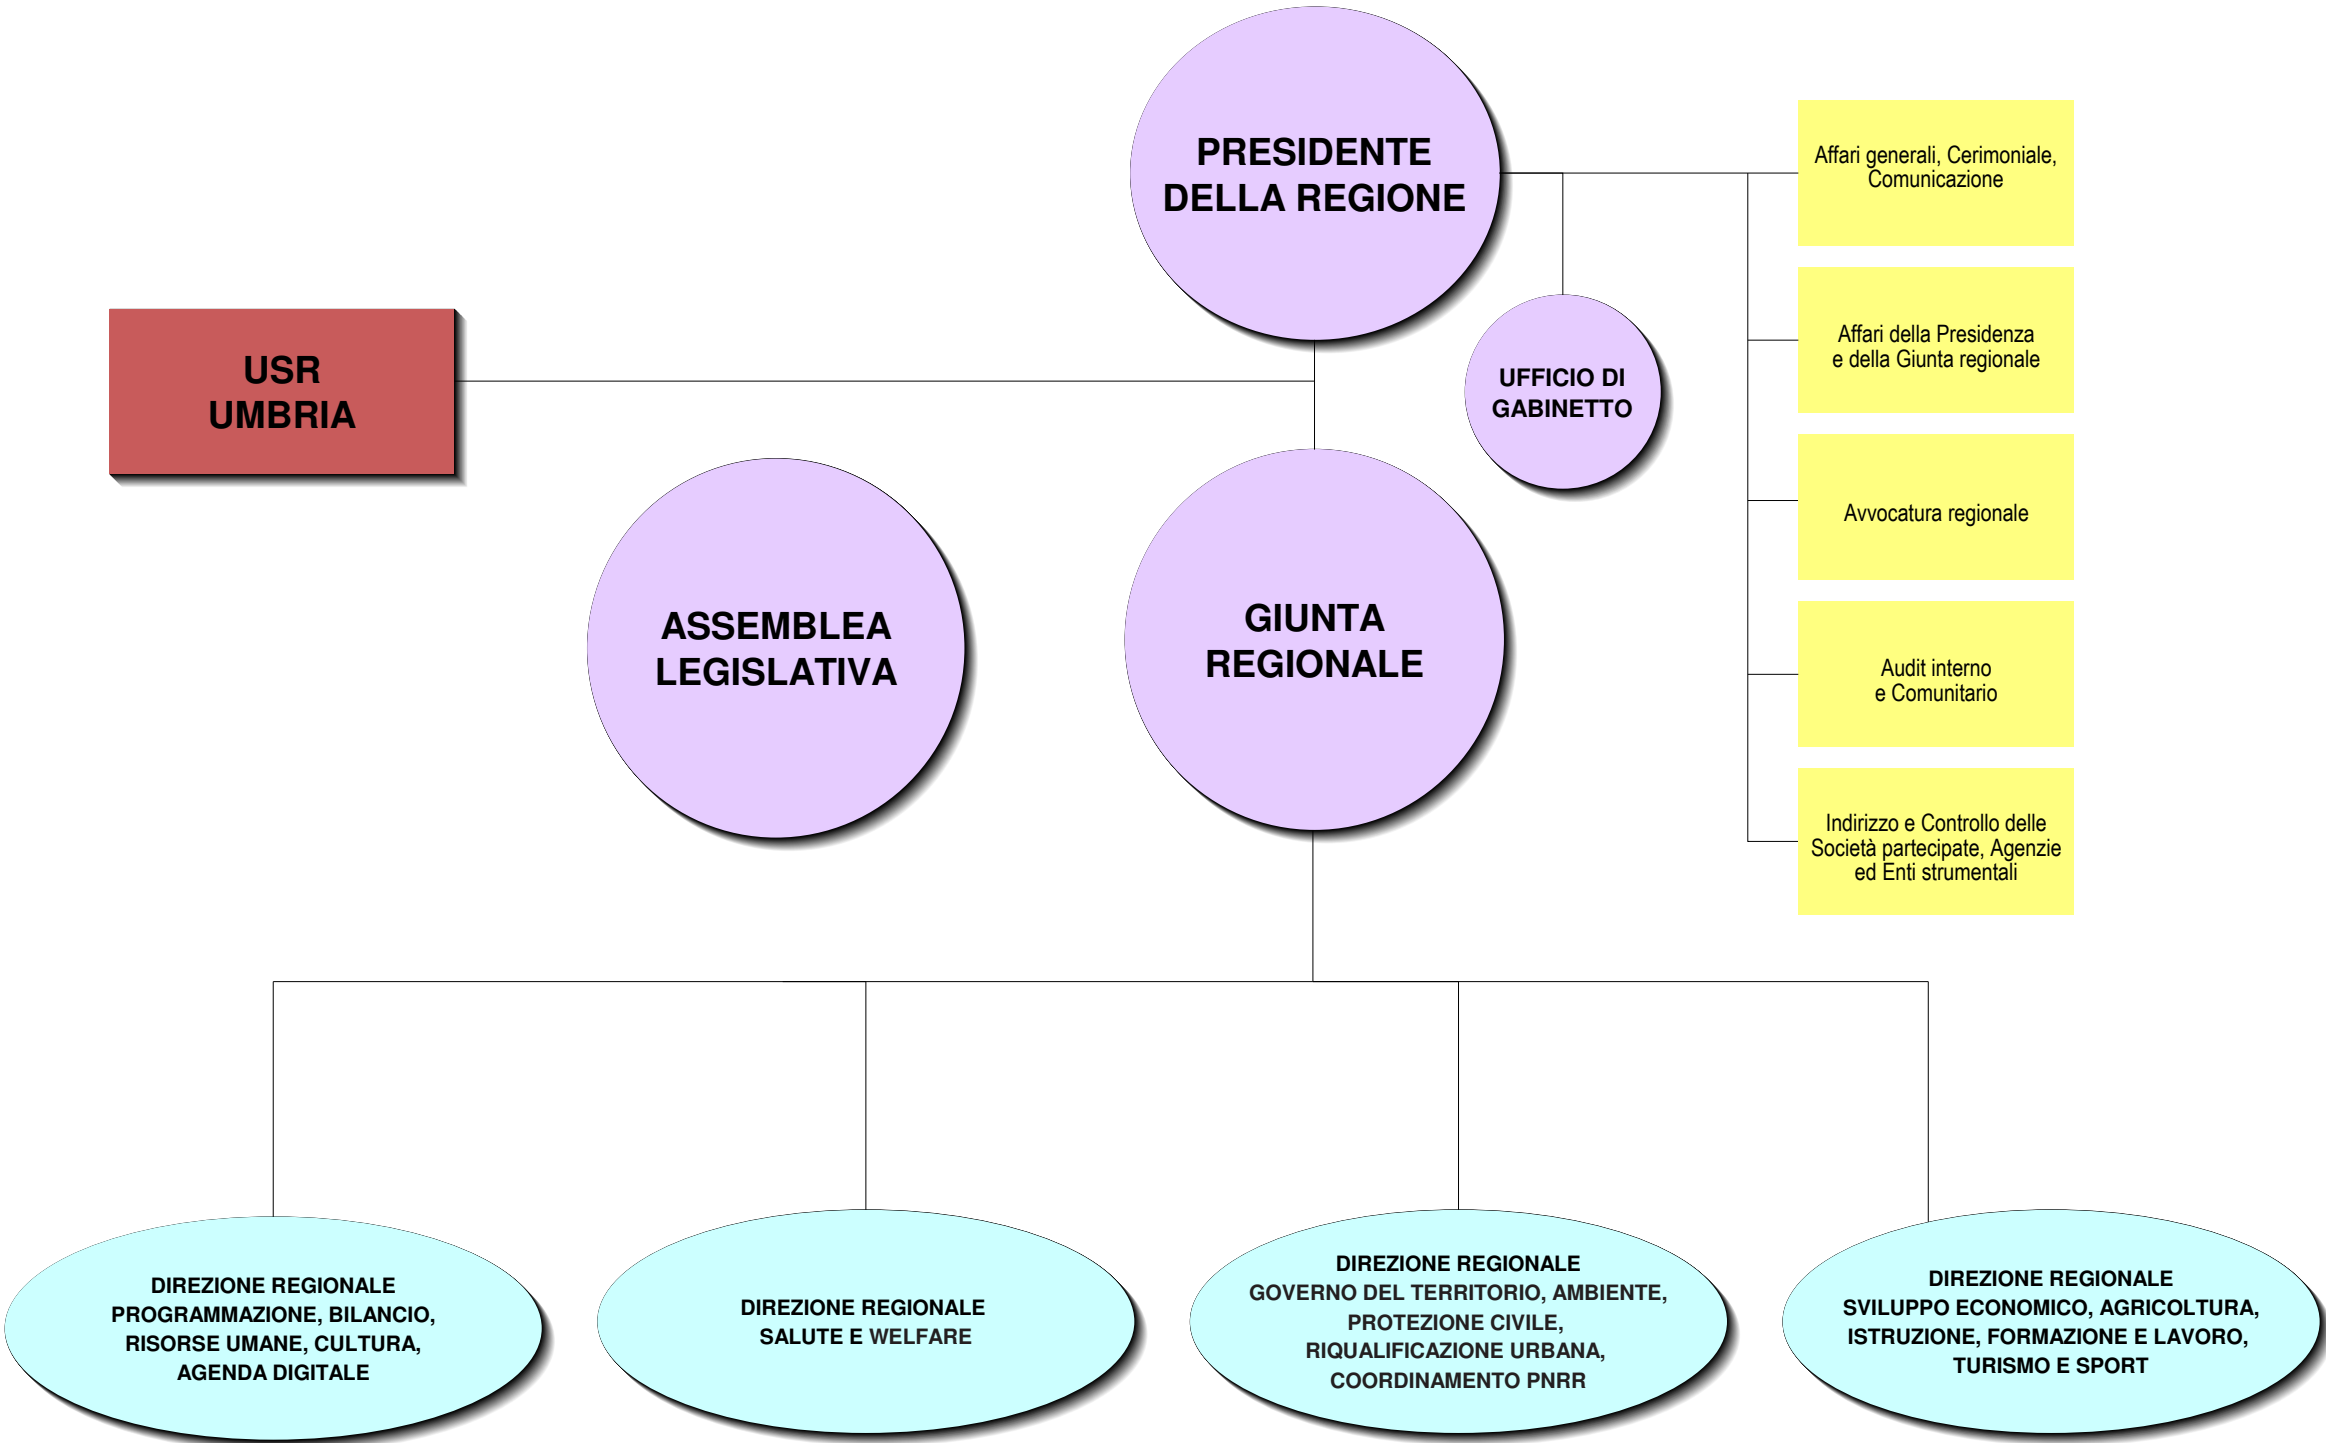 PRESIDENTE
DELLA REGIONE
Affari generali, Cerimoniale,
Comunicazione
Affari della Presidenza
e della Giunta regionale
USR
UMBRIA
UFFICIO DI
GABINETTO
Avvocatura regionale
ASSEMBLEA
LEGISLATIVA
GIUNTA
REGIONALE
Audit interno
e Comunitario
Indirizzo e Controllo delle
Società partecipate, Agenzie
ed Enti strumentali
DIREZIONE REGIONALE
PROGRAMMAZIONE, BILANCIO,
RISORSE UMANE, CULTURA,
AGENDA DIGITALE
DIREZIONE REGIONALE
SALUTE E WELFARE
DIREZIONE REGIONALE
GOVERNO DEL TERRITORIO, AMBIENTE,
PROTEZIONE CIVILE,
RIQUALIFICAZIONE URBANA,
COORDINAMENTO PNRR
DIREZIONE REGIONALE
SVILUPPO ECONOMICO, AGRICOLTURA,
ISTRUZIONE, FORMAZIONE E LAVORO,
TURISMO E SPORT